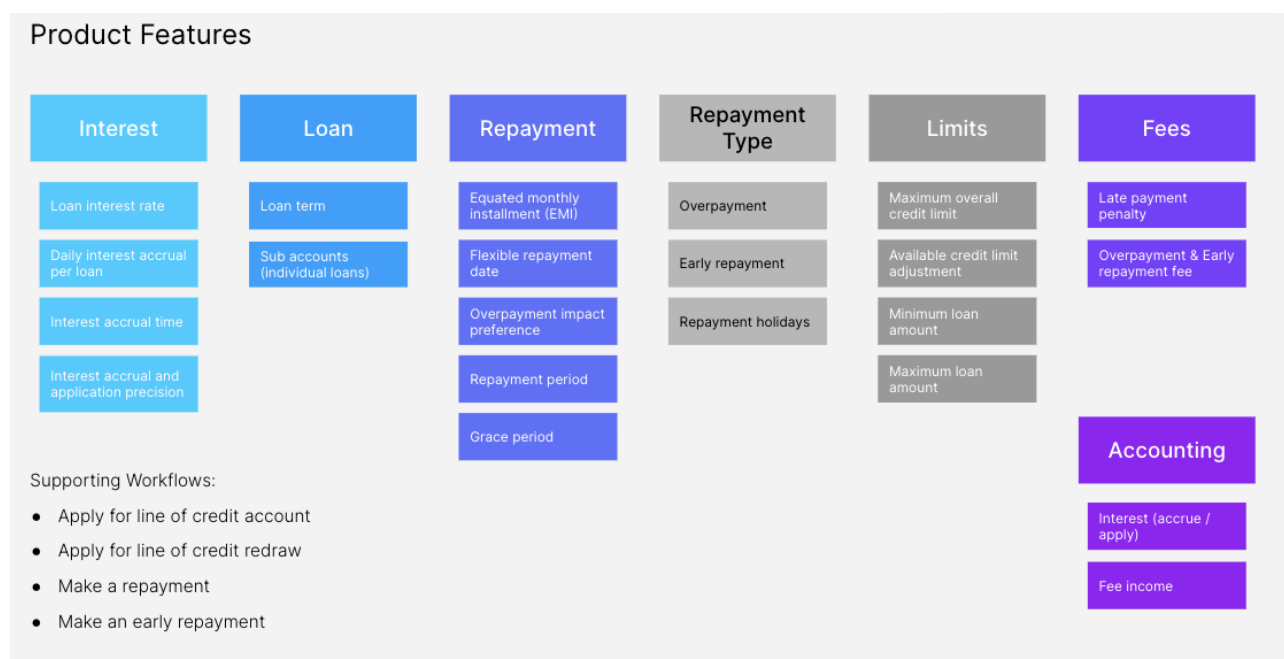 Product Features
Interest
Loan interest rate
Daily interest accrual
per loan
Interest accrual time
Interest accrual and
application precision
Loan
Loan term
Sub accounts
(individual loans)
Repayment
Equated monthly
installment (EMI)
Flexible repayment
date
Overpayment impact
preference
Repayment period
Grace period
Repayment
Type
Overpayment
Early repayment
Repayment holidays
Limits
Maximum overall
credit limit
Available credit limit
adjustment
Minimum loan
amount
Maximum loan
amount
Fees
Late payment
penalty
Overpayment & Early
repayment fee
Accounting
Interest (accrue /
apply)
Fee income
Supporting Workflows:
● Apply for line of credit account
● Apply for line of credit redraw
● Make a repayment
● Make an early repayment